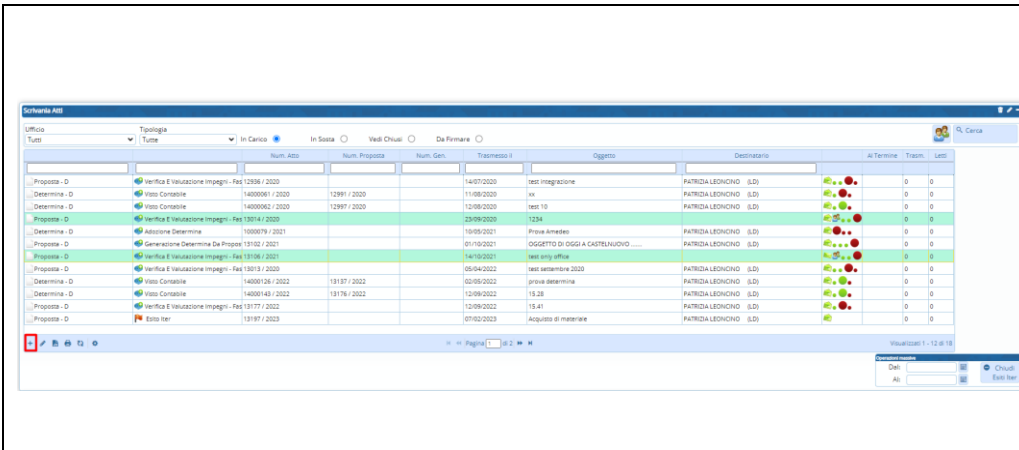 Scrivania Atti
Ufficio Tipologia
Tutti Tutte In Carico In Sosta Vedi Chiusi Da Firmare Cerca
Num. Atto Num. Proposta Num. Gen. Trasmesso il Oggetto Destinatario Al Termine Trasm. Letti
Proposta - D Verifica E Valutazione Impegni - Fas 12936 / 2020 14/07/2020 test integrazione PATRIZIA LEONCINO (LD) 0 0
Determina - D Visto Contabile 14000061 / 2020 12991 / 2020 11/08/2020 xx PATRIZIA LEONCINO (LD) 0 0
Determina - D Visto Contabile 14000062 / 2020 12997 / 2020 12/08/2020 test 10 PATRIZIA LEONCINO (LD) 0 0
Proposta - D Verifica E Valutazione Impegni - Fas 13014 / 2020 23/09/2020 1234 0 0
Determina - D Adozione Determina 1000079 / 2021 10/05/2021 Prova Amedeo PATRIZIA LEONCINO (LD) 0 0
Proposta - D Generazione Determina Da Propos 13102 / 2021 01/10/2021 OGGETTO DI OGGI A CASTELNUOVO ...... PATRIZIA LEONCINO (LD) 0 0
Proposta - D Verifica E Valutazione Impegni - Fas 13106 / 2021 14/10/2021 test only office 0 0
Proposta - D Verifica E Valutazione Impegni - Fas 13013 / 2020 05/04/2022 test settembre 2020 PATRIZIA LEONCINO (LD) 0 0
Determina - D Visto Contabile 14000126 / 2022 13137 / 2022 02/05/2022 prova determina PATRIZIA LEONCINO (LD) 0 0
Determina - D Visto Contabile 14000143 / 2022 13176 / 2022 12/09/2022 15.28 PATRIZIA LEONCINO (LD) 0 0
Proposta - D Verifica E Valutazione Impegni - Fas 13177 / 2022 12/09/2022 15.41 PATRIZIA LEONCINO (LD) 0 0
Proposta - D Esito Iter 13197 / 2023 07/02/2023 Acquisto di materiale PATRIZIA LEONCINO (LD) 0 0
Pagina 1 di 2 Visualizzati 1 - 12 di 18
Operazioni massive
Dal: Chiudi
Al: Esiti Iter